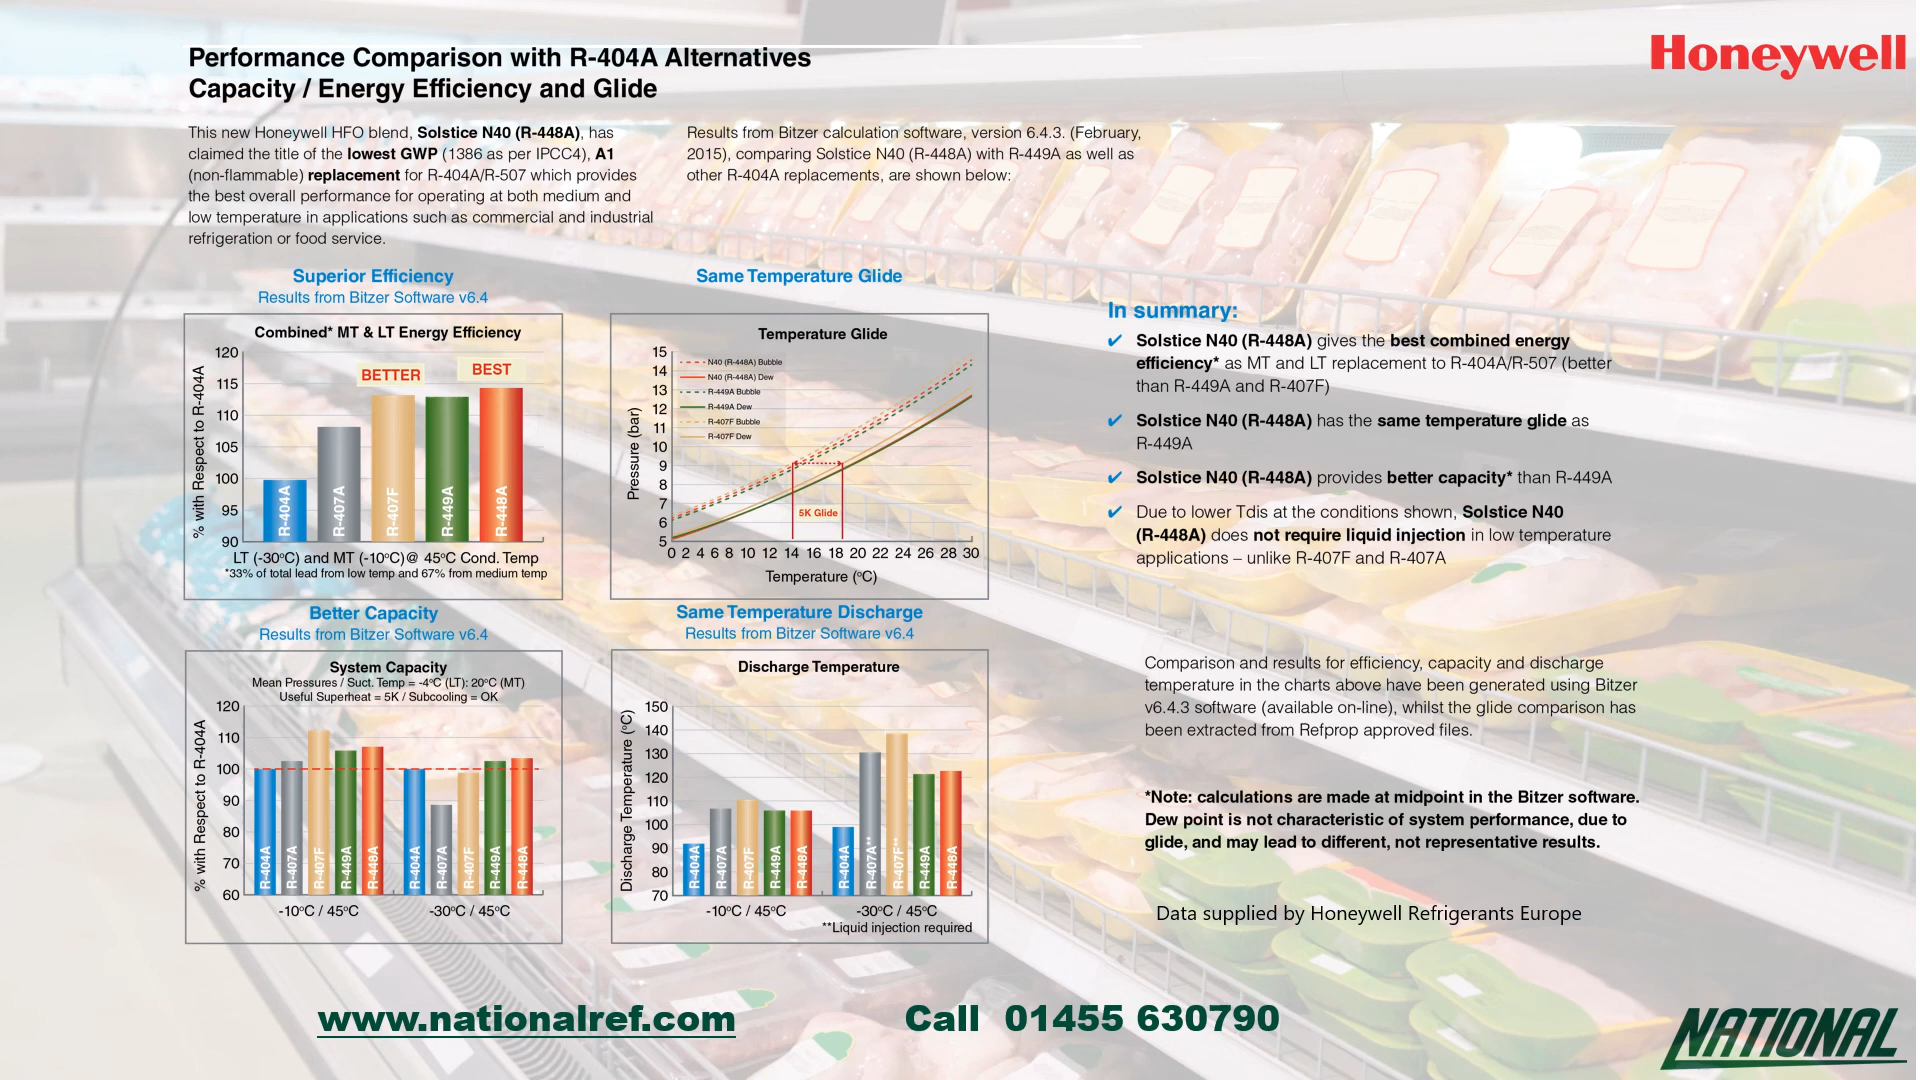 Performance Comparison with R-404A Alternatives
Capacity / Energy Efficiency and Glide
Honeywell
This new Honeywell HFO blend, Solstice N40 (R-448A), has
claimed the title of the lowest GWP (1386 as per IPCC4), A1
(non-flammable) replacement for R-404A/R-507 which provides
the best overall performance for operating at both medium and
low temperature in applications such as commercial and industrial
refrigeration or food service.
Results from Bitzer calculation software, version 6.4.3. (February,
2015), comparing Solstice N40 (R-448A) with R-449A as well as
other R-404A replacements, are shown below:
Superior Efficiency
Results from Bitzer Software v6.4
Combined* MT & LT Energy Efficiency
% with Respect to R-404A
120
115
110
105
100
95
90
BETTER
BEST
R-404A
R-407A
R-407F
R-449A
R-448A
LT (-30°C) and MT (-10°C)@ 45°C Cond. Temp
*33% of total lead from low temp and 67% from medium temp
Same Temperature Glide
Temperature Glide
Pressure (bar)
15
14
13
12
11
10
9
8
7
6
5
N40 (R-448A) Bubble
N40 (R-448A) Dew
R-449A Bubble
R-449A Dew
R-407F Bubble
R-407F Dew
5K Glide
0 2 4 6 8 10 12 14 16 18 20 22 24 26 28 30
Temperature (°C)
Better Capacity
Results from Bitzer Software v6.4
System Capacity
Mean Pressures / Suct. Temp = -4°C (LT): 20°C (MT)
Useful Superheat = 5K / Subcooling = OK
% with Respect to R-404A
120
110
100
90
80
70
60
R-404A
R-407A
R-407F
R-449A
R-448A
R-404A
R-407A
R-407F
R-449A
R-448A
-10°C / 45°C
-30°C / 45°C
Same Temperature Discharge
Results from Bitzer Software v6.4
Discharge Temperature
Discharge Temperature (°C)
150
140
130
120
110
100
90
80
70
R-404A
R-407A
R-407F
R-449A
R-448A
R-404A
R-407A**
R-407F**
R-449A
R-448A
-10°C / 45°C
-30°C / 45°C
**Liquid injection required
In summary:
✔ Solstice N40 (R-448A) gives the best combined energy
efficiency* as MT and LT replacement to R-404A/R-507 (better
than R-449A and R-407F)
✔ Solstice N40 (R-448A) has the same temperature glide as
R-449A
✔ Solstice N40 (R-448A) provides better capacity* than R-449A
✔ Due to lower Tdis at the conditions shown, Solstice N40
(R-448A) does not require liquid injection in low temperature
applications – unlike R-407F and R-407A
Comparison and results for efficiency, capacity and discharge
temperature in the charts above have been generated using Bitzer
v6.4.3 software (available on-line), whilst the glide comparison has
been extracted from Refprop approved files.
*Note: calculations are made at midpoint in the Bitzer software.
Dew point is not characteristic of system performance, due to
glide, and may lead to different, not representative results.
Data supplied by Honeywell Refrigerants Europe
www.nationalref.com
Call 01455 630790
NATIONAL